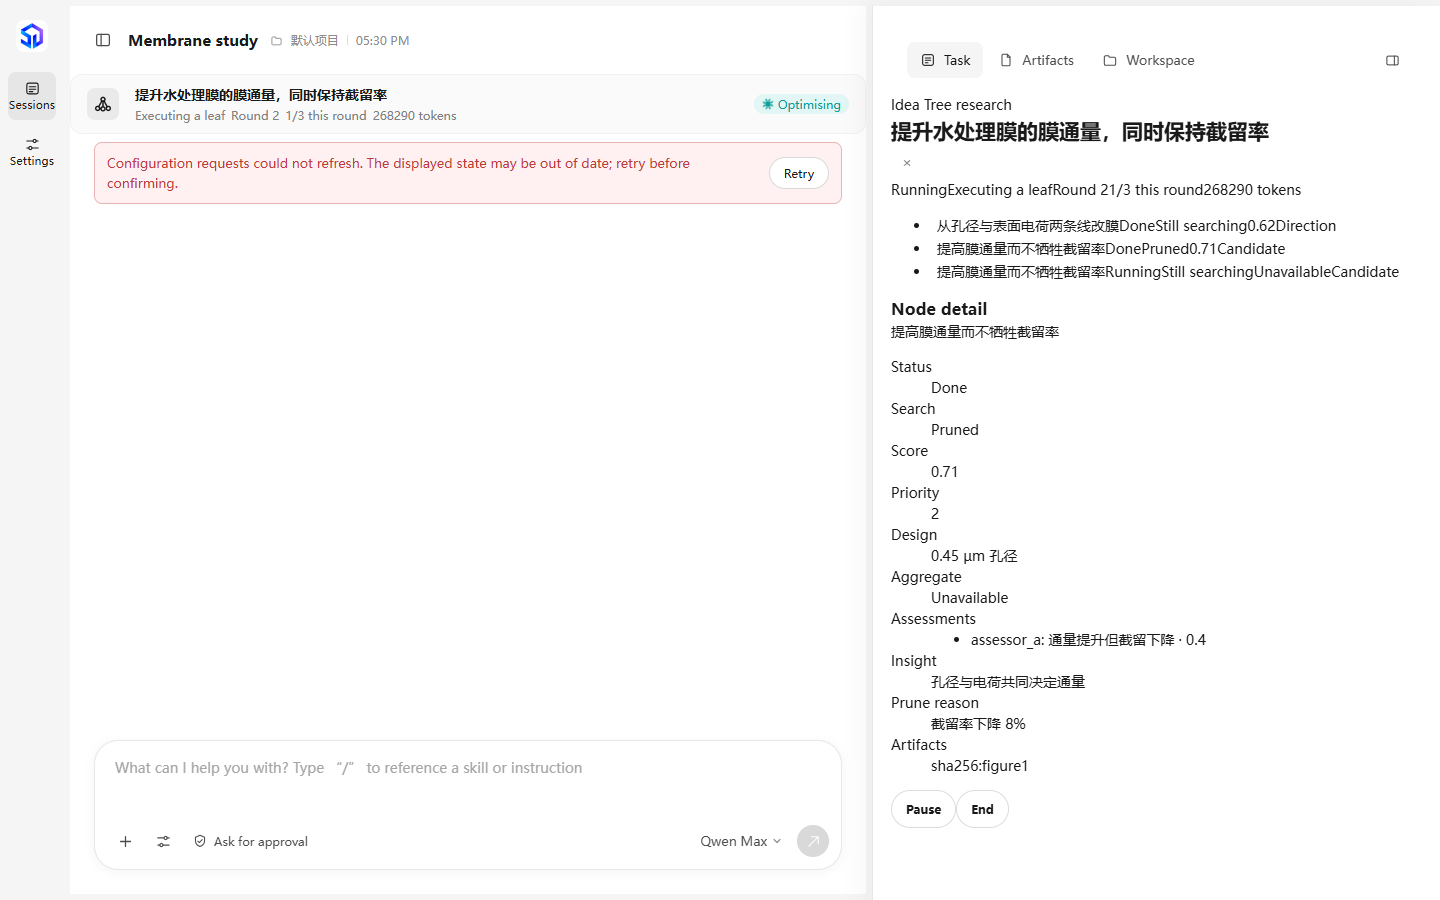 Sessions
Settings
Membrane study 默认项目 05:30 PM
提升水处理膜的膜通量，同时保持截留率
Executing a leaf Round 2 1/3 this round 268290 tokens
Optimising
Configuration requests could not refresh. The displayed state may be out of date; retry before
confirming.
Retry
What can I help you with? Type “/” to reference a skill or instruction
Ask for approval
Qwen Max
Task Artifacts Workspace
Idea Tree research
提升水处理膜的膜通量，同时保持截留率
×
RunningExecuting a leafRound 21/3 this round268290 tokens
• 从孔径与表面电荷两条线改膜DoneStill searching0.62Direction
• 提高膜通量而不牺牲截留率DonePruned0.71Candidate
• 提高膜通量而不牺牲截留率RunningStill searchingUnavailableCandidate
Node detail
提高膜通量而不牺牲截留率
Status
Done
Search
Pruned
Score
0.71
Priority
2
Design
0.45 μm 孔径
Aggregate
Unavailable
Assessments
• assessor_a: 通量提升但截留下降 · 0.4
Insight
孔径与电荷共同决定通量
Prune reason
截留率下降 8%
Artifacts
sha256:figure1
Pause End